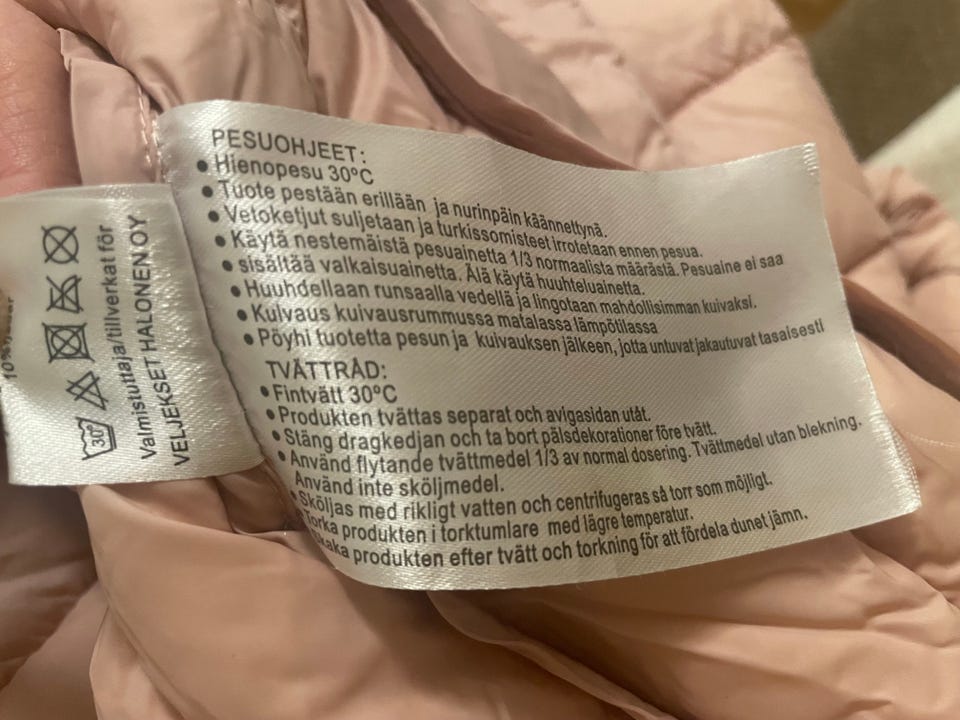 PESUOHJEET:
• Hienopesu 30°C
• Tuote pestään erillään ja nurinpäin käännettynä.
• Vetoketjut suljetaan ja turkissomisteet irrotetaan ennen pesua.
• Käytä nestemäistä pesuainetta 1/3 normaalista määrästä. Pesuaine ei saa
• sisältää valkaisuainetta. Älä käytä huuhteluainetta.
• Huuhdellaan runsaalla vedellä ja lingotaan mahdollisimman kuivaksi.
• Kuivaus kuivausrummussa matalassa lämpötilassa
• Pöyhi tuotetta pesun ja kuivauksen jälkeen, jotta untuvat jakautuvat tasaisesti
TVÄTTRÅD:
• Fintvätt 30°C
• Produkten tvättas separat och avigasidan utåt.
• Stäng dragkedjan och ta bort pälsdekorationer före tvätt.
• Använd flytande tvättmedel 1/3 av normal dosering. Tvättmedel utan blekning.
Använd inte sköljmedel.
• Sköljas med rikligt vatten och centrifugeras så torr som möjligt.
Torka produkten i torktumlare med lägre temperatur.
produkten efter tvätt och torkning för att fördela dunet jämn.
10%
30°
Valmistuttaja/tillverkat för
VELJEKSET HALONEN OY